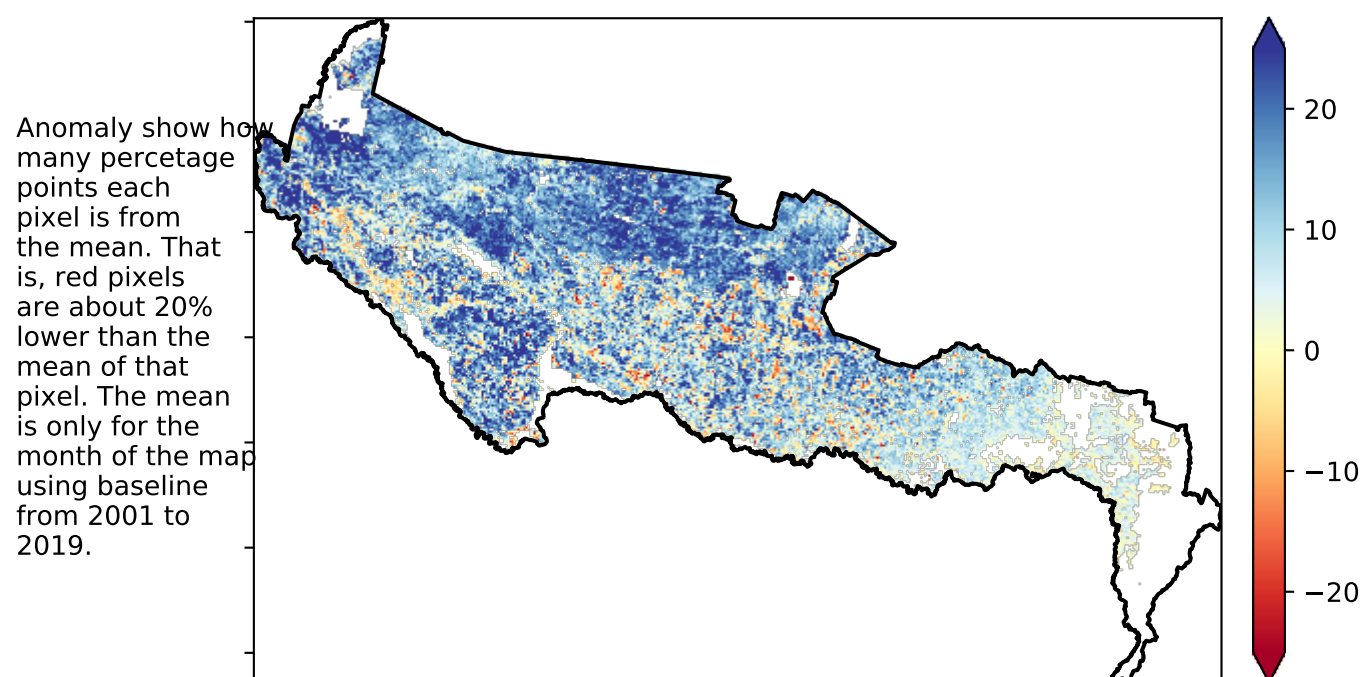 Anomaly show how
many percetage
points each
pixel is from
the mean. That
is, red pixels
are about 20%
lower than the
mean of that
pixel. The mean
is only for the
month of the map
using baseline
from 2001 to
2019.
20
10
0
−10
−20